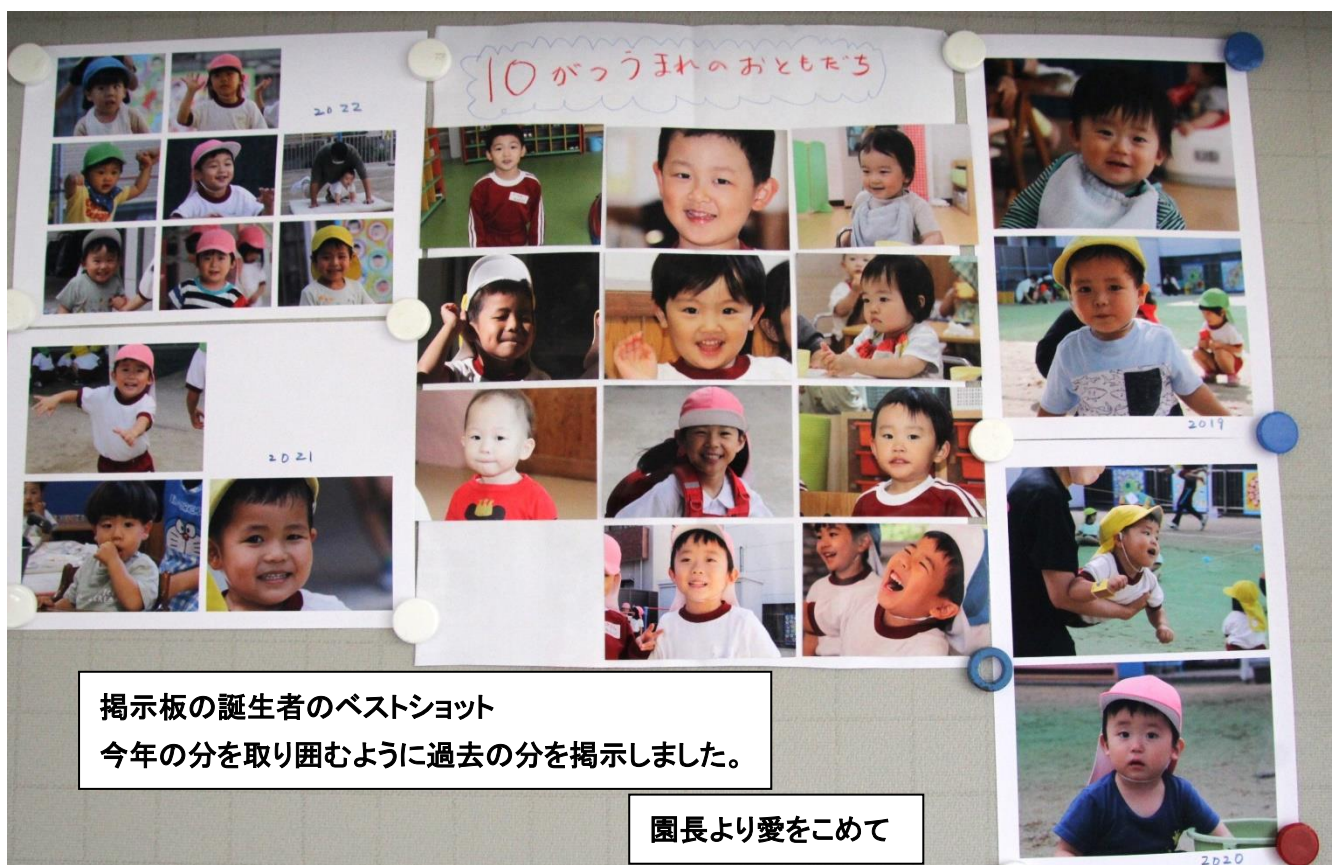 10がつうまれのおともだち
2022
2019
2021
掲示板の誕生者のベストショット
今年の分を取り囲むように過去の分を掲示しました。
園長より愛をこめて
2020